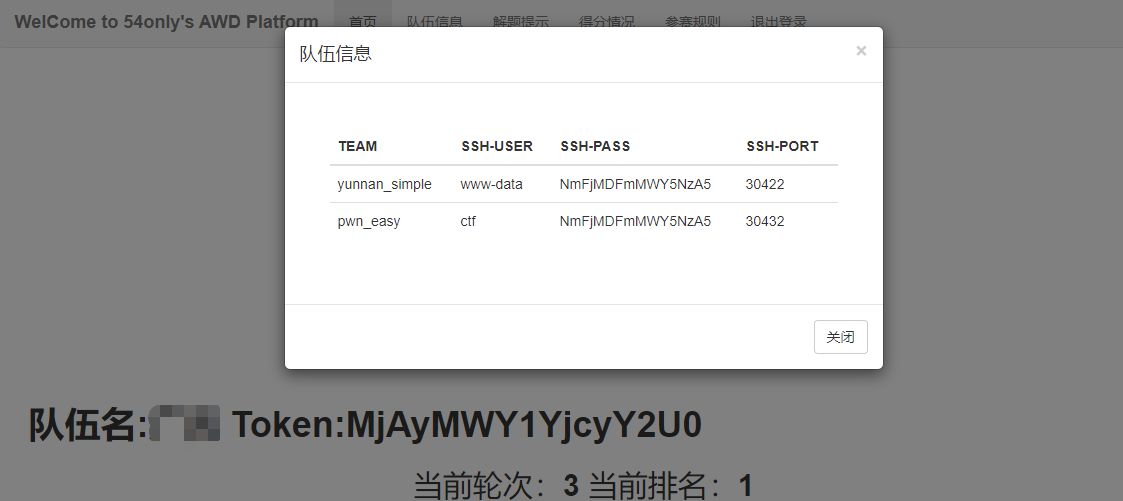 WelCome to 54only's AWD Platform 首页 队伍信息 解题提示 得分情况 参赛规则 退出登录
队伍信息 ×
TEAM SSH-USER SSH-PASS SSH-PORT
yunnan_simple www-data NmFjMDFmMWY5NzA5 30422
pwn_easy ctf NmFjMDFmMWY5NzA5 30432
关闭
队伍名: Token:MjAyMWY1YjcyY2U0
当前轮次：3 当前排名：1